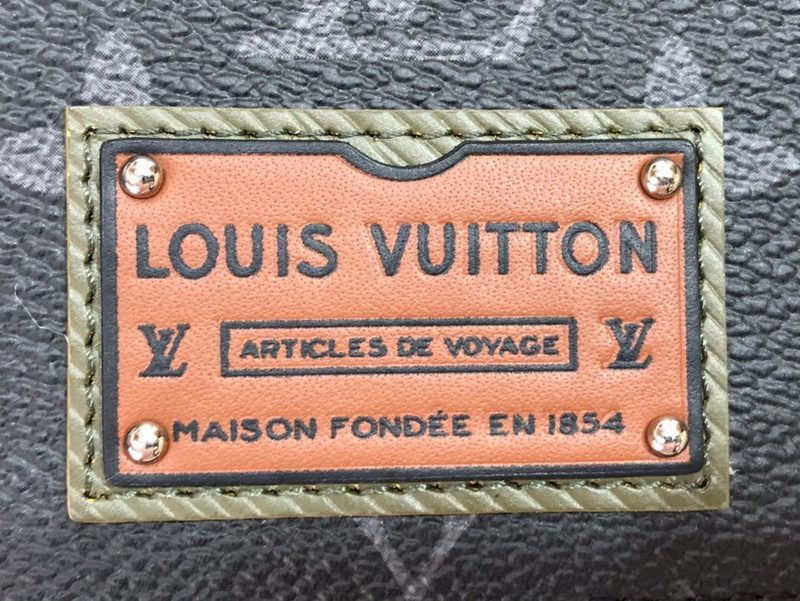 LOUIS VUITTON
LV ARTICLES DE VOYAGE LV
MAISON FONDÉE EN 1854